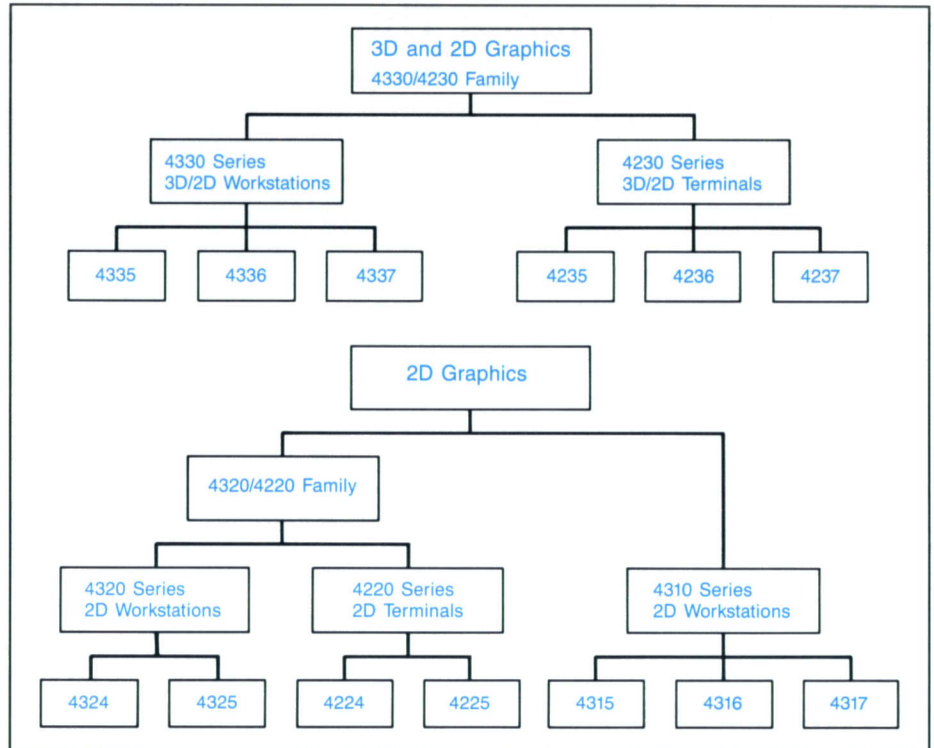 3D and 2D Graphics
4330/4230 Family
4330 Series
3D/2D Workstations
4230 Series
3D/2D Terminals
4335
4336
4337
4235
4236
4237
2D Graphics
4320/4220 Family
4320 Series
2D Workstations
4220 Series
2D Terminals
4310 Series
2D Workstations
4324
4325
4224
4225
4315
4316
4317